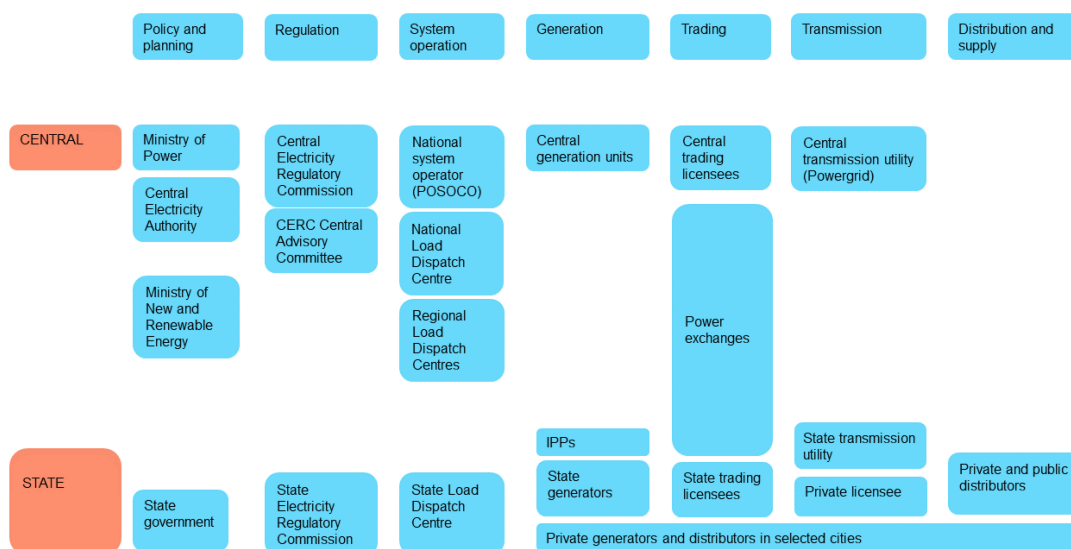 Policy and
planning
Regulation
System
operation
Generation
Trading
Transmission
Distribution and
supply
CENTRAL
Ministry of
Power
Central
Electricity
Regulatory
Commission
National
system
operator
(POSOCO)
Central
generation units
Central
trading
licensees
Central
transmission utility
(Powergrid)
Central
Electricity
Authority
CERC Central
Advisory
Committee
National
Load
Dispatch
Centre
Ministry of
New and
Renewable
Energy
Regional
Load
Dispatch
Centres
Power
exchanges
IPPs
State transmission
utility
STATE
State
government
State
Electricity
Regulatory
Commission
State Load
Dispatch
Centre
State
generators
State trading
licensees
Private licensee
Private and public
distributors
Private generators and distributors in selected cities